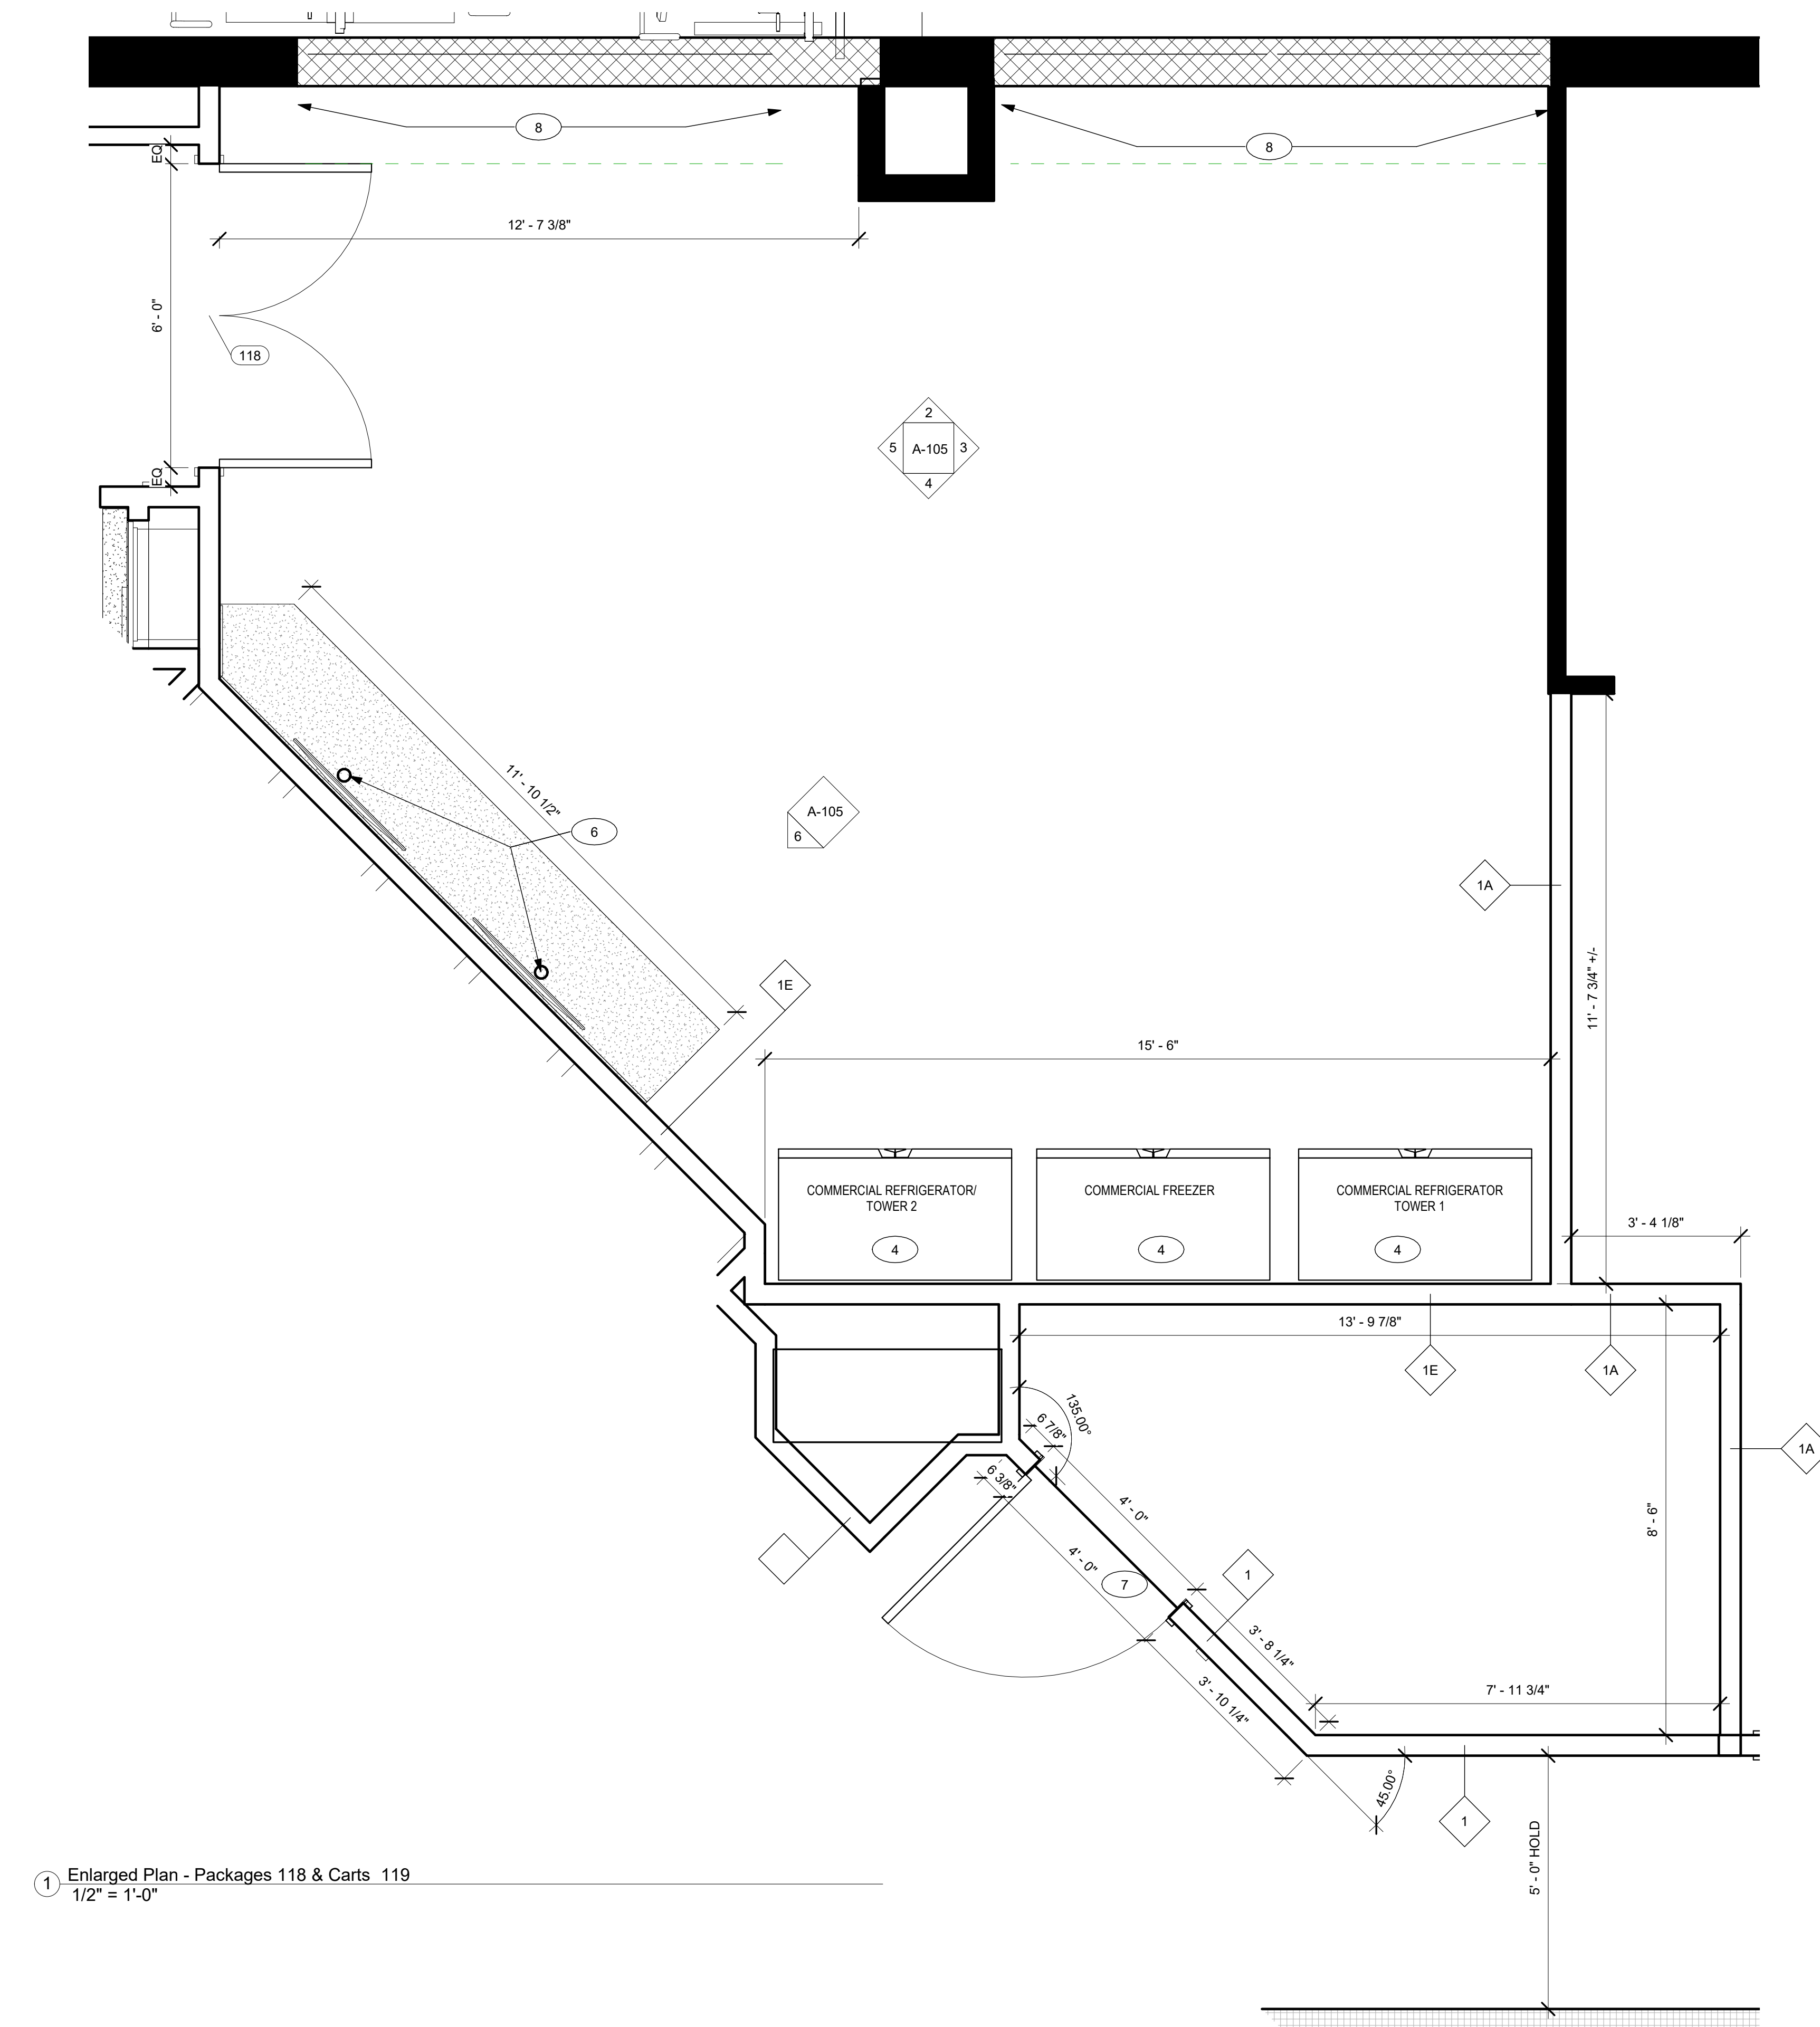 8
8
EQ
12' - 7 3/8"
6' - 0"
118
2
5 A-105 3
4
EQ
11' - 10 1/2"
A-105
6
6
1A
1E
11' - 7 3/4" +/-
15' - 6"
COMMERCIAL REFRIGERATOR/
TOWER 2
COMMERCIAL FREEZER
COMMERCIAL REFRIGERATOR
TOWER 1
4
4
4
3' - 4 1/8"
13' - 9 7/8"
1E
1A
135.00°
6 7/8"
1A
6 3/8"
4' - 0"
8' - 6"
4' - 0"
7
1
3' - 8 1/4"
7' - 11 3/4"
3' - 10 1/4"
45.00°
1
5' - 0" HOLD
1 Enlarged Plan - Packages 118 & Carts 119
1/2" = 1'-0"